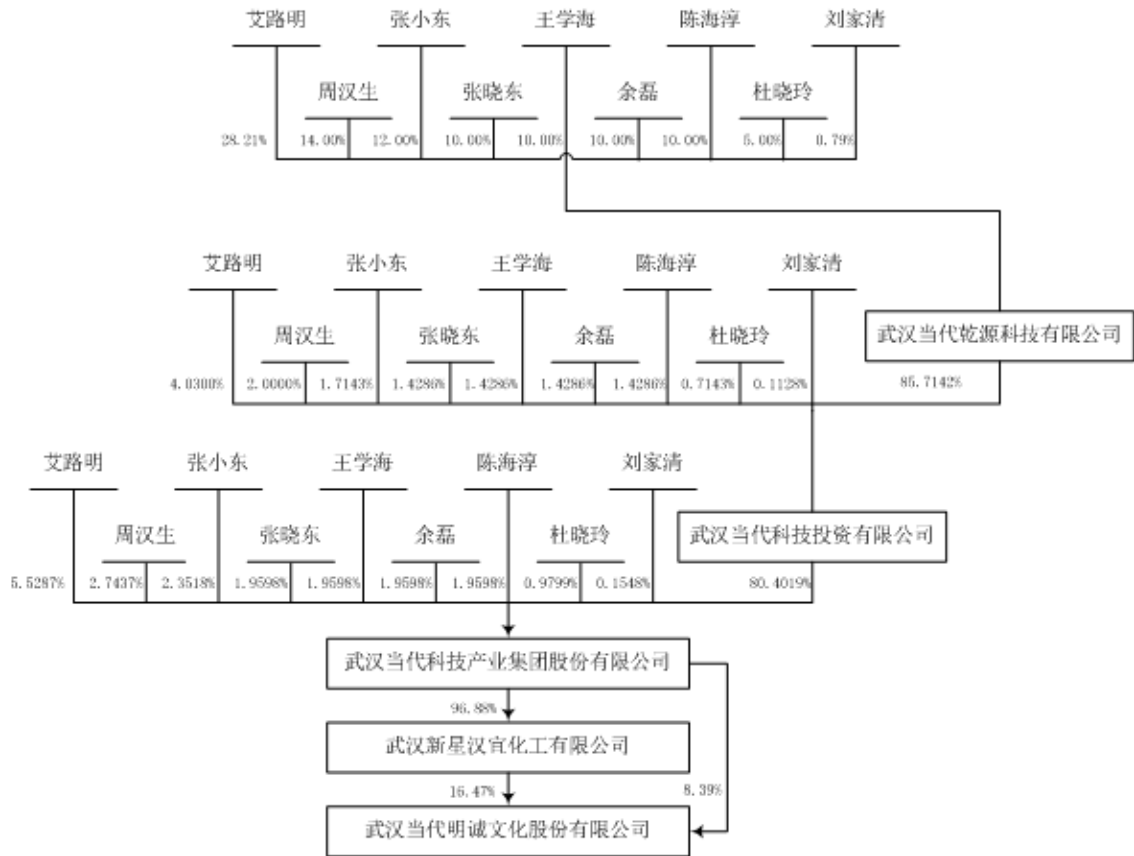 艾路明 张小东 王学海 陈海淳 刘家清
周汉生 张晓东 余磊 杜晓玲
28.21% 14.00% 12.00% 10.00% 10.00% 10.00% 10.00% 5.00% 0.79%
艾路明 张小东 王学海 陈海淳 刘家清
武汉当代乾源科技有限公司
周汉生 张晓东 余磊 杜晓玲
4.0300% 2.0000% 1.7143% 1.4286% 1.4286% 1.4286% 1.4286% 0.7143% 0.1128% 85.7142%
艾路明 张小东 王学海 陈海淳 刘家清
周汉生 张晓东 余磊 杜晓玲 武汉当代科技投资有限公司
5.5287% 2.7437% 2.3518% 1.9598% 1.9598% 1.9598% 1.9598% 0.9799% 0.1548% 80.4019%
武汉当代科技产业集团股份有限公司
96.88%
武汉新星汉宜化工有限公司
16.47% 8.39%
武汉当代明诚文化股份有限公司